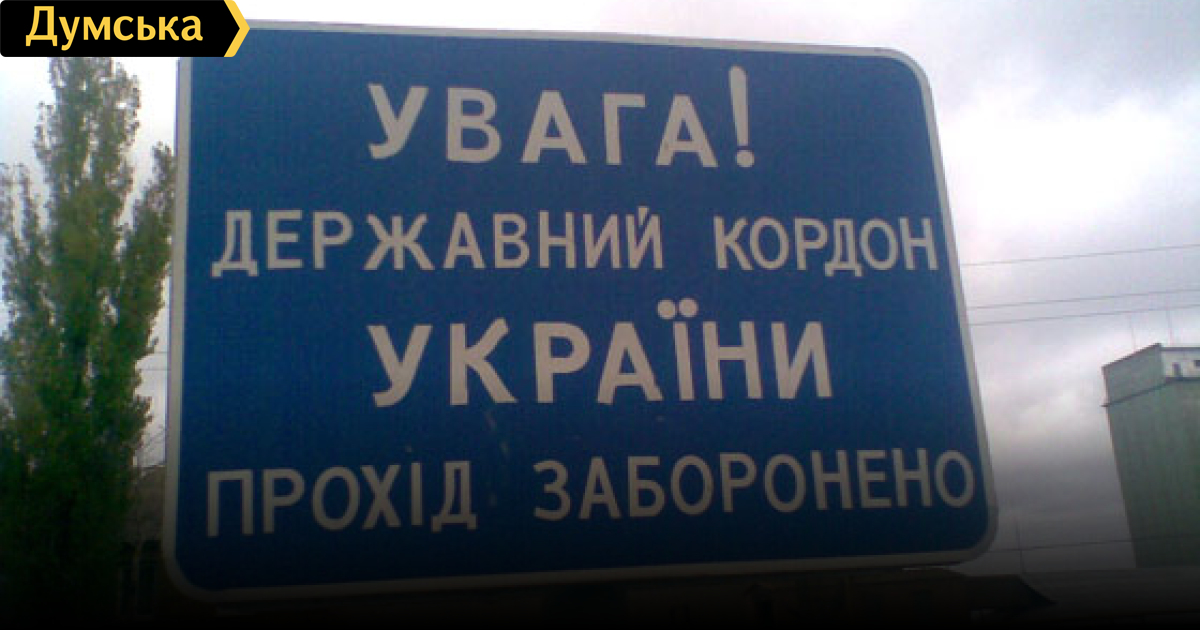 Думська
УВАГА!
ДЕРЖАВНИЙ КОРДОН
УКРАЇНИ
ПРОХІД ЗАБОРОНЕНО